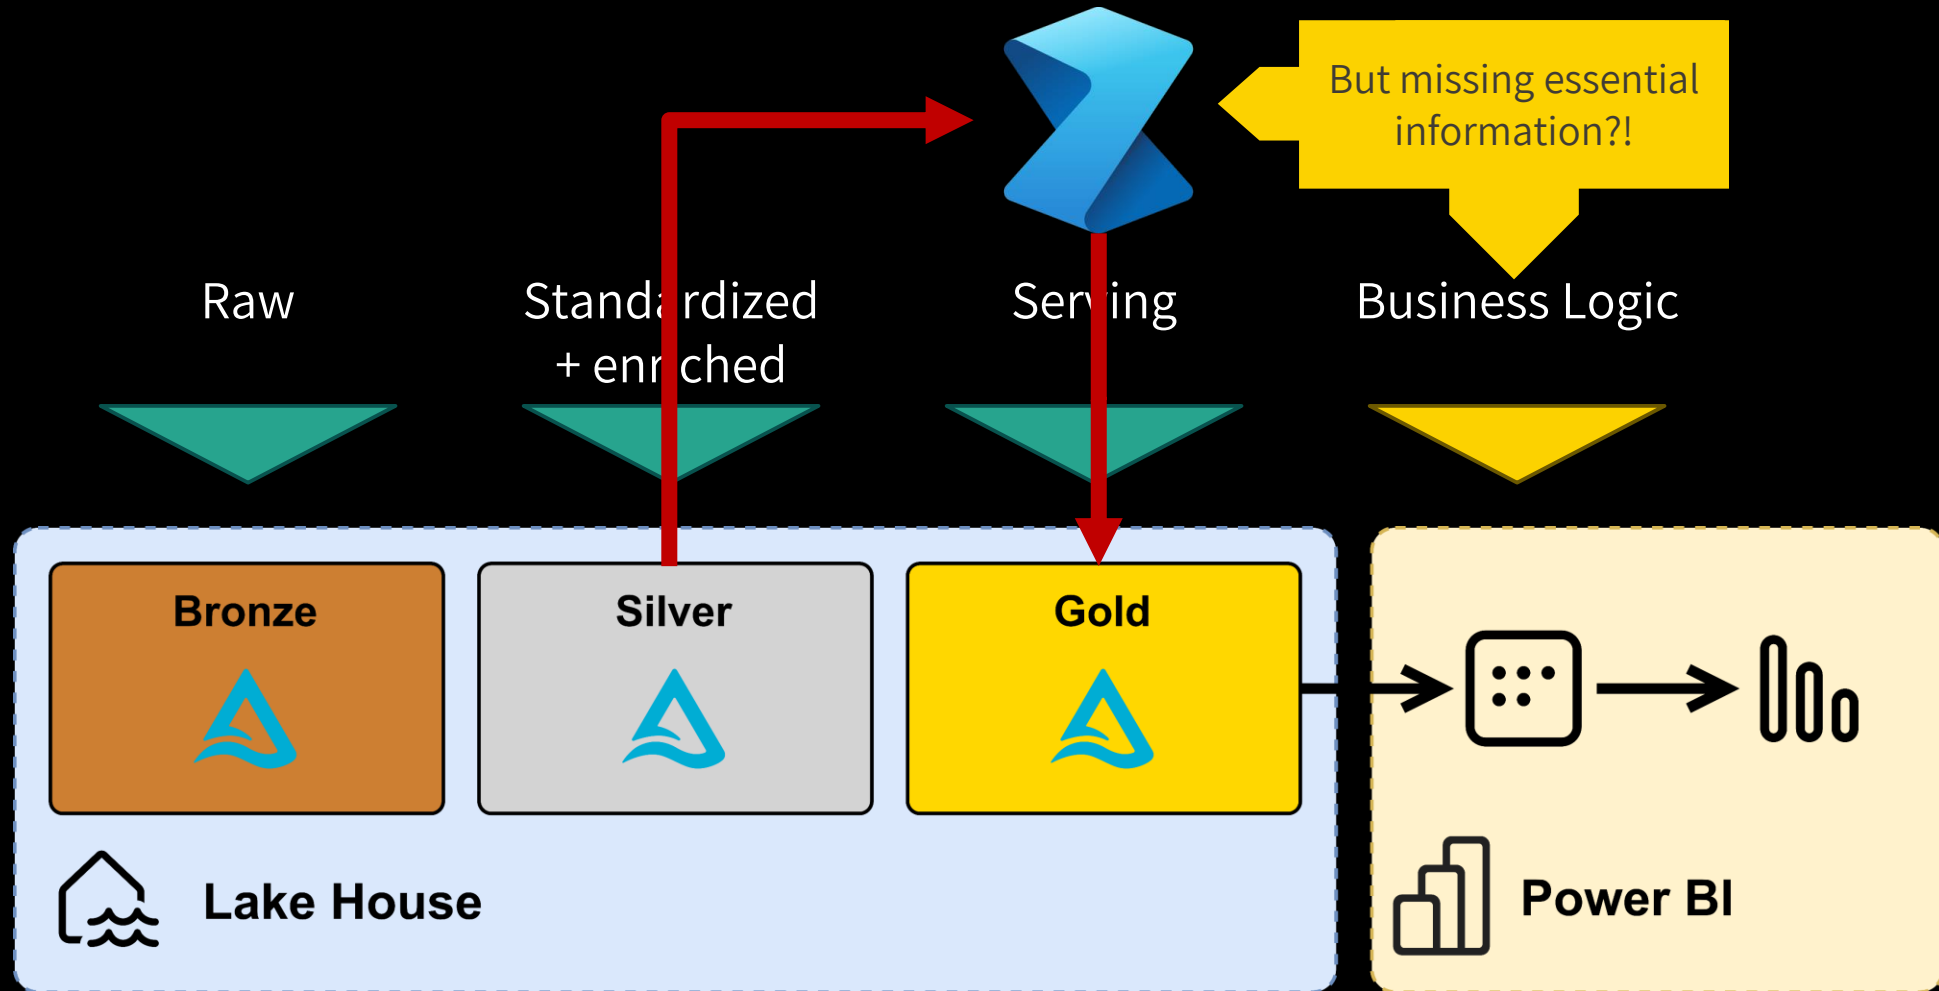 But missing essential
information?!
Raw
Standardized
+ enriched
Serving
Business Logic
Bronze
Silver
Gold
Lake House
Power BI